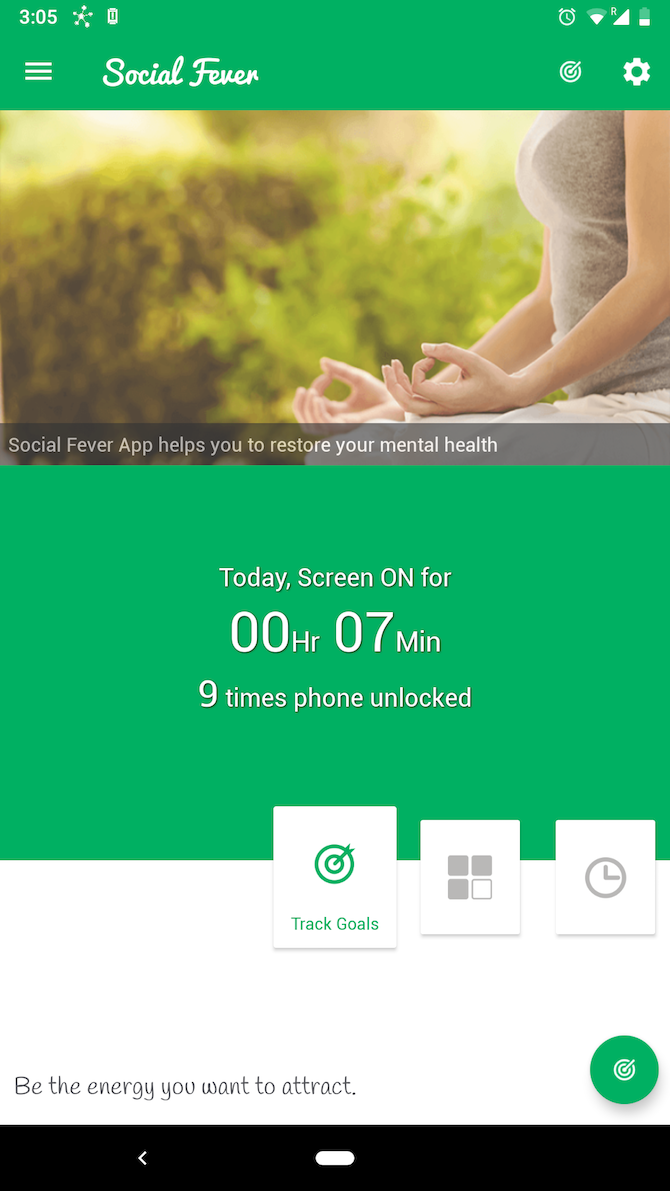 3:05
R
Social Fever
Social Fever App helps you to restore your mental health
Today, Screen ON for
00Hr 07Min
9 times phone unlocked
Track Goals
Be the energy you want to attract.